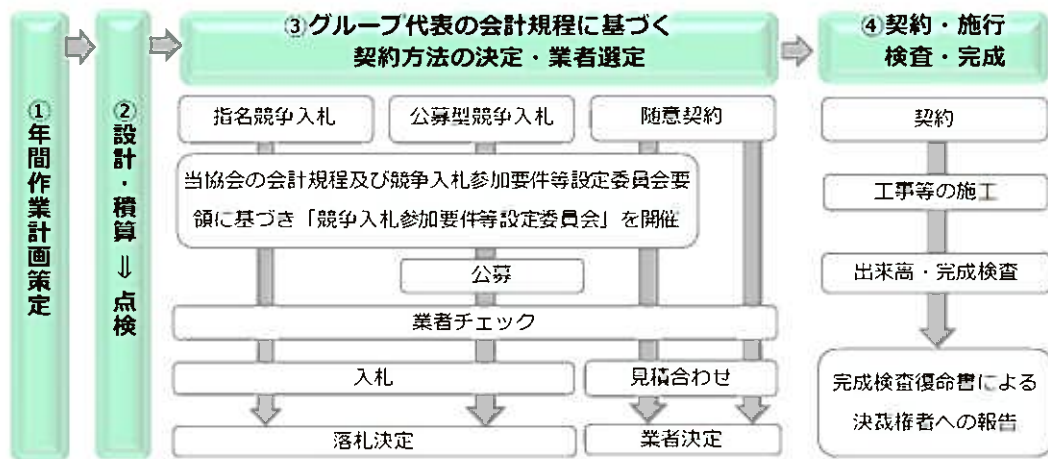 ①年間作業計画策定
②設計・積算⇒点検
③グループ代表の会計規程に基づく
契約方法の決定・業者選定
指名競争入札
公募型競争入札
随意契約
当協会の会計規程及び競争入札参加要件等設定委員会要
領に基づき「競争入札参加要件等設定委員会」を開催
公募
業者チェック
入札
見積合わせ
落札決定
業者決定
④契約・施行
検査・完成
契約
工事等の施工
出来高・完成検査
完成検査復命書による
決裁権者への報告